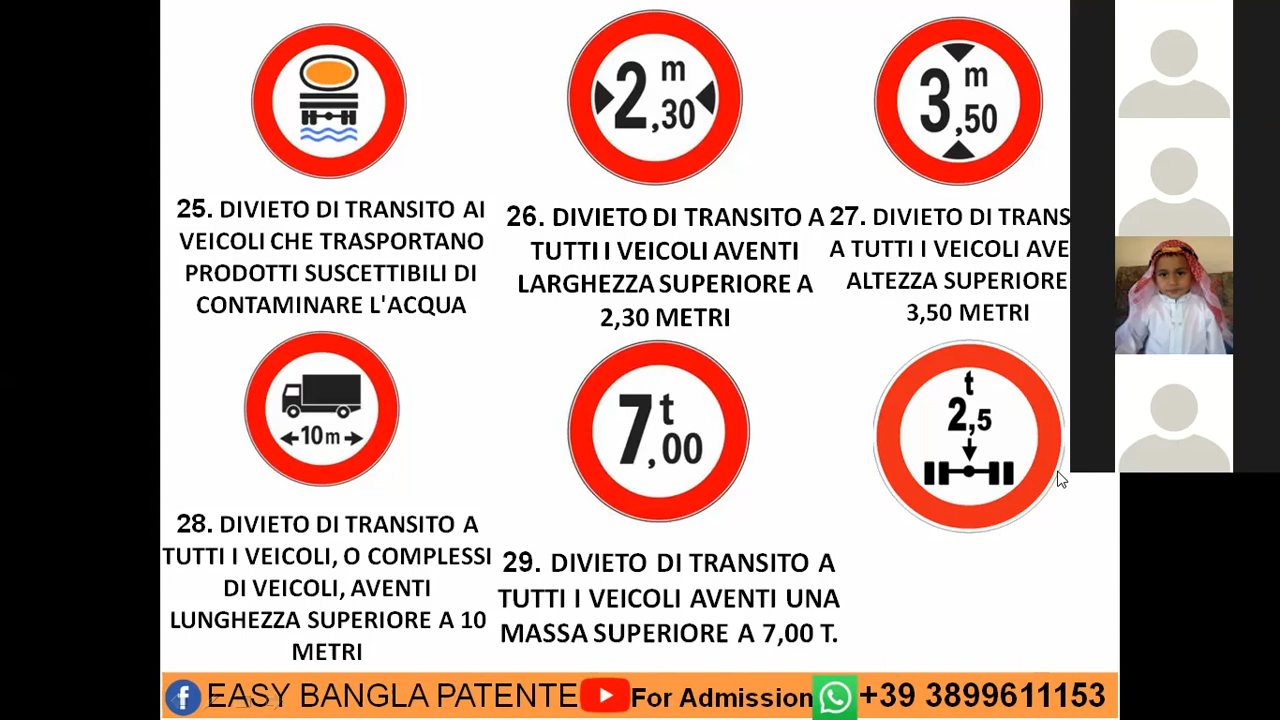 2,30 m
3,50 m
25. DIVIETO DI TRANSITO AI
VEICOLI CHE TRASPORTANO
PRODOTTI SUSCETTIBILI DI
CONTAMINARE L'ACQUA
26. DIVIETO DI TRANSITO A
TUTTI I VEICOLI AVENTI
LARGHEZZA SUPERIORE A
2,30 METRI
27. DIVIETO DI TRANS
A TUTTI I VEICOLI AVE
ALTEZZA SUPERIORE
3,50 METRI
10m
7,00 t
t
2,5
28. DIVIETO DI TRANSITO A
TUTTI I VEICOLI, O COMPLESSI
DI VEICOLI, AVENTI
LUNGHEZZA SUPERIORE A 10
METRI
29. DIVIETO DI TRANSITO A
TUTTI I VEICOLI AVENTI UNA
MASSA SUPERIORE A 7,00 T.
EASY BANGLA PATENTE For Admission +39 3899611153